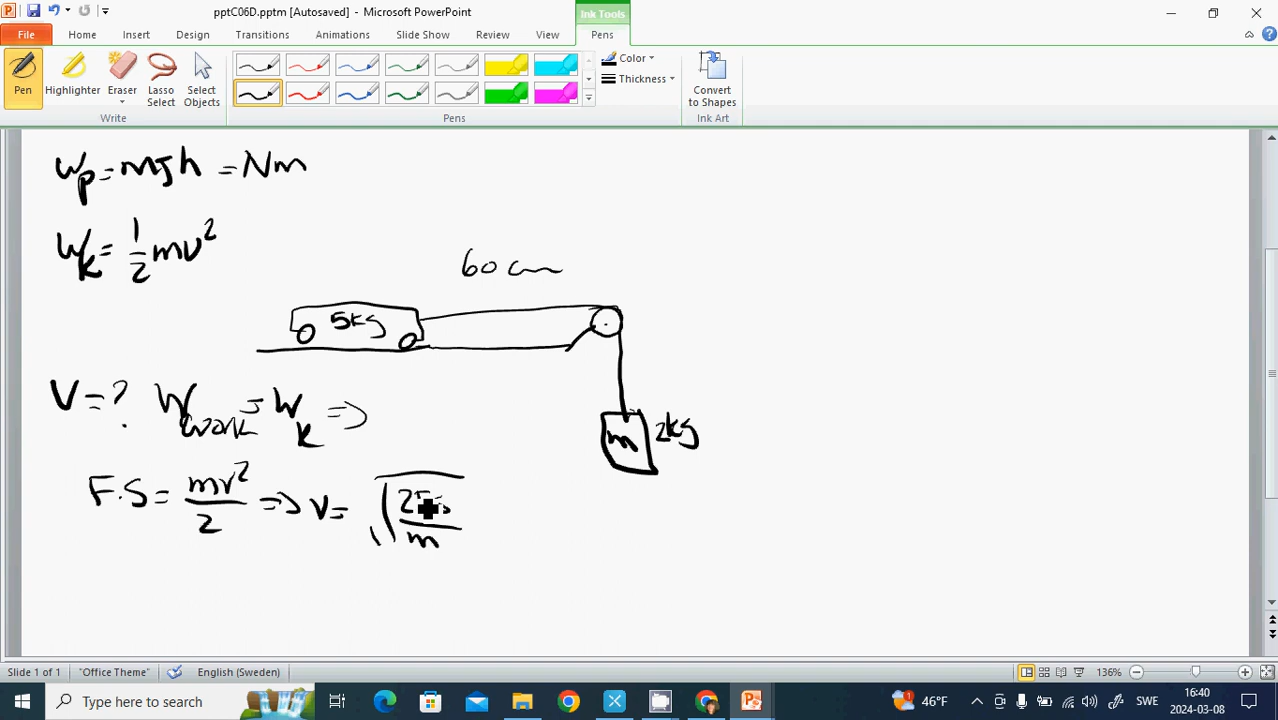 pptC06D.pptm [Autosaved] - Microsoft PowerPoint
Ink Tools
File Home Insert Design Transitions Animations Slide Show Review View Pens
Pen Highlighter Eraser Lasso Select Select Objects
Color
Thickness
Convert to Shapes
Write Pens Ink Art
Wp = mgh = Nm
Wk = 1/2 mv²
60 cm
5kg
V = ? Wwork = Wk =>
m 2kg
F.S = mv²/2 => v = √(2Fs/m)
Slide 1 of 1 "Office Theme" English (Sweden) 136%
Type here to search
46°F SWE 16:40
2024-03-08